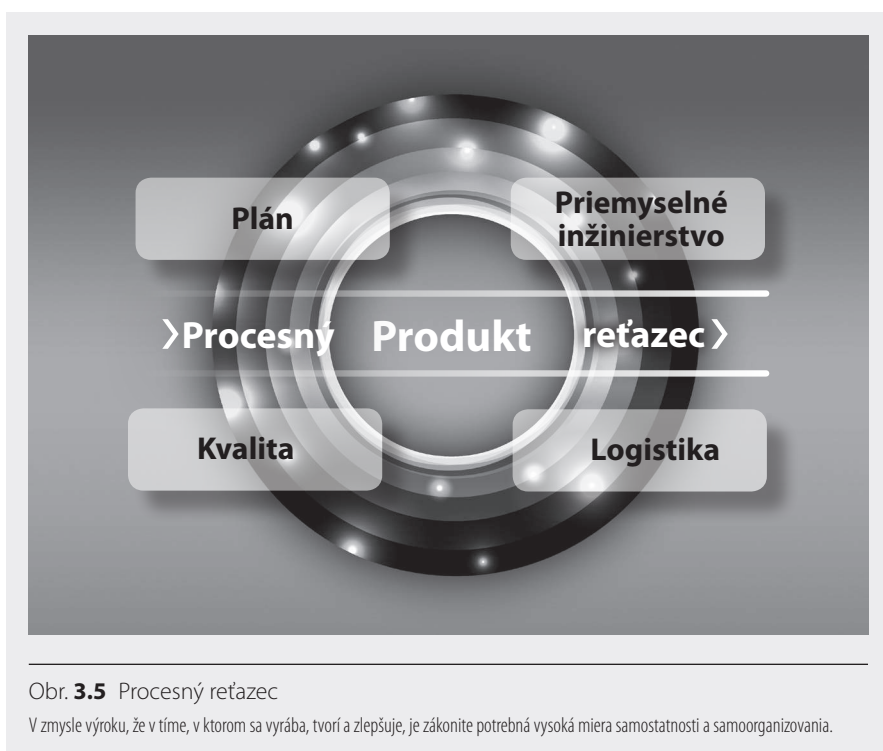 Plán
Priemyselné
inžinierstvo
›Procesný Produkt reťazec›
Kvalita
Logistika
Obr. 3.5 Procesný reťazec
V zmysle výroku, že v tíme, v ktorom sa vyrába, tvorí a zlepšuje, je zákonite potrebná vysoká miera samostatnosti a samoorganizovania.